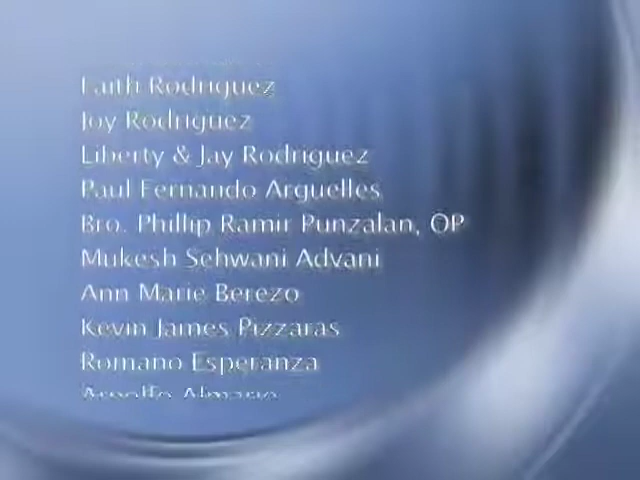 Faith Rodriguez
Joy Rodriguez
Liberty & Jay Rodriguez
Paul Fernando Arguelles
Bro. Phillip Ramir Punzalan, OP
Mukesh Sehwani Advani
Ann Marie Berezo
Kevin James Pizzaras
Romano Esperanza